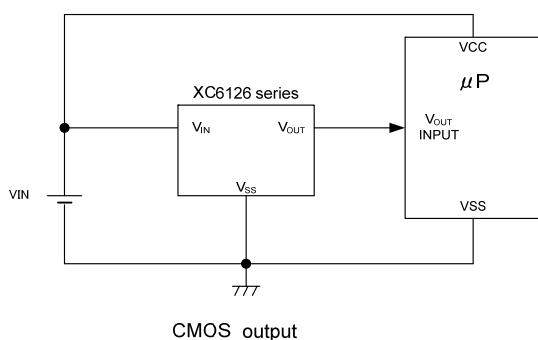 VCC
μP
XC6126 series
VIN
VOUT
VOUT
INPUT
VIN
VSS
VSS
CMOS output